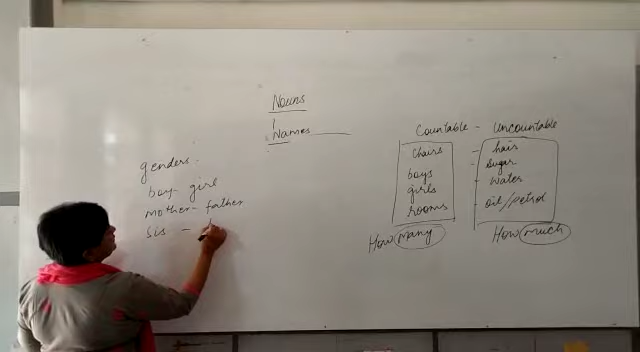 Nouns
Names
genders.
boy - girl
mother - father
Sis -
Countable - Uncountable
Chairs
boys
girls
rooms
How many
- hair
- Sugar
- water
- oil/petrol
How much